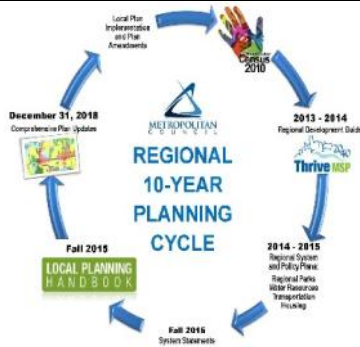 Local Plan
Implementation
and Plan
Amendments
Census
2010
2013 - 2014
Regional Development Guide
Thrive MSP
2014 - 2015
Regional System
and Policy Plans:
Regional Parks
Water Resources
Transportation
Housing
Fall 2015
System Statements
Fall 2015
LOCAL PLANNING
HANDBOOK
December 31, 2018
Comprehensive Plan Updates
METROPOLITAN
COUNCIL
REGIONAL
10-YEAR
PLANNING
CYCLE